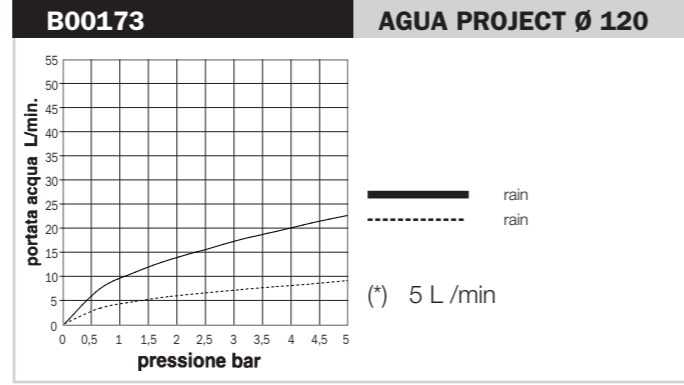 B00173
AGUA PROJECT Ø 120
portata acqua L/min.
55
50
45
40
35
30
25
20
15
10
5
0
0 0,5 1 1,5 2 2,5 3 3,5 4 4,5 5
pressione bar
rain
rain
(*) 5 L /min